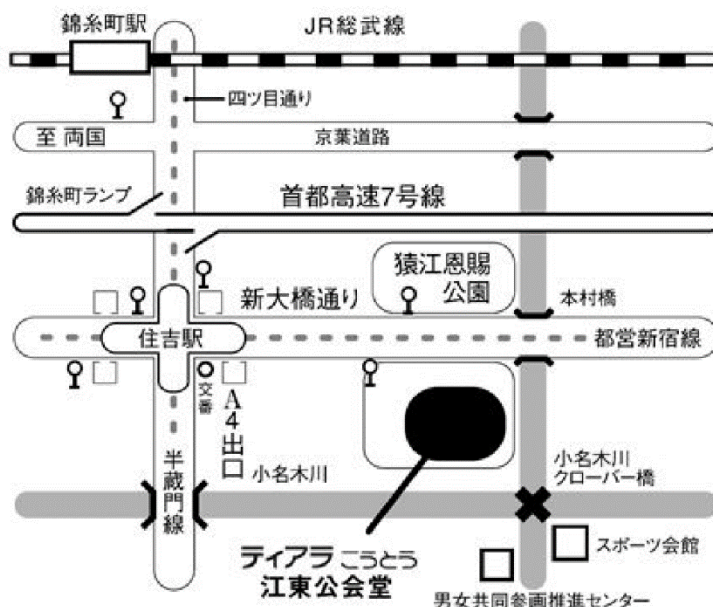 錦糸町駅
JR総武線
四ツ目通り
至 両国
京葉道路
錦糸町ランプ
首都高速7号線
猿江恩賜
公園
新大橋通り
本村橋
住吉駅
都営新宿線
交番
A4出口
半蔵門線
小名木川
小名木川
クローバー橋
ティアラ こうとう
江東公会堂
スポーツ会館
男女共同参画推進センター